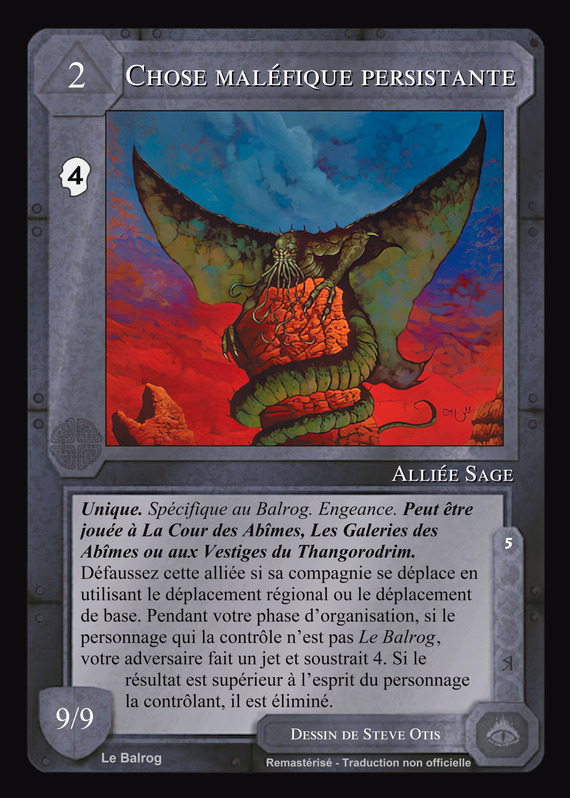 2
CHOSE MALÉFIQUE PERSISTANTE
4
ALLIÉE SAGE
Unique. Spécifique au Balrog. Engeance. Peut être
jouée à La Cour des Abîmes, Les Galeries des
Abîmes ou aux Vestiges du Thangorodrim.
Défaussez cette alliée si sa compagnie se déplace en
utilisant le déplacement régional ou le déplacement
de base. Pendant votre phase d’organisation, si le
personnage qui la contrôle n’est pas Le Balrog,
votre adversaire fait un jet et soustrait 4. Si le
résultat est supérieur à l’esprit du personnage
la contrôlant, il est éliminé.
5
9/9
DESSIN DE STEVE OTIS
Le Balrog
Remastérisé - Traduction non officielle